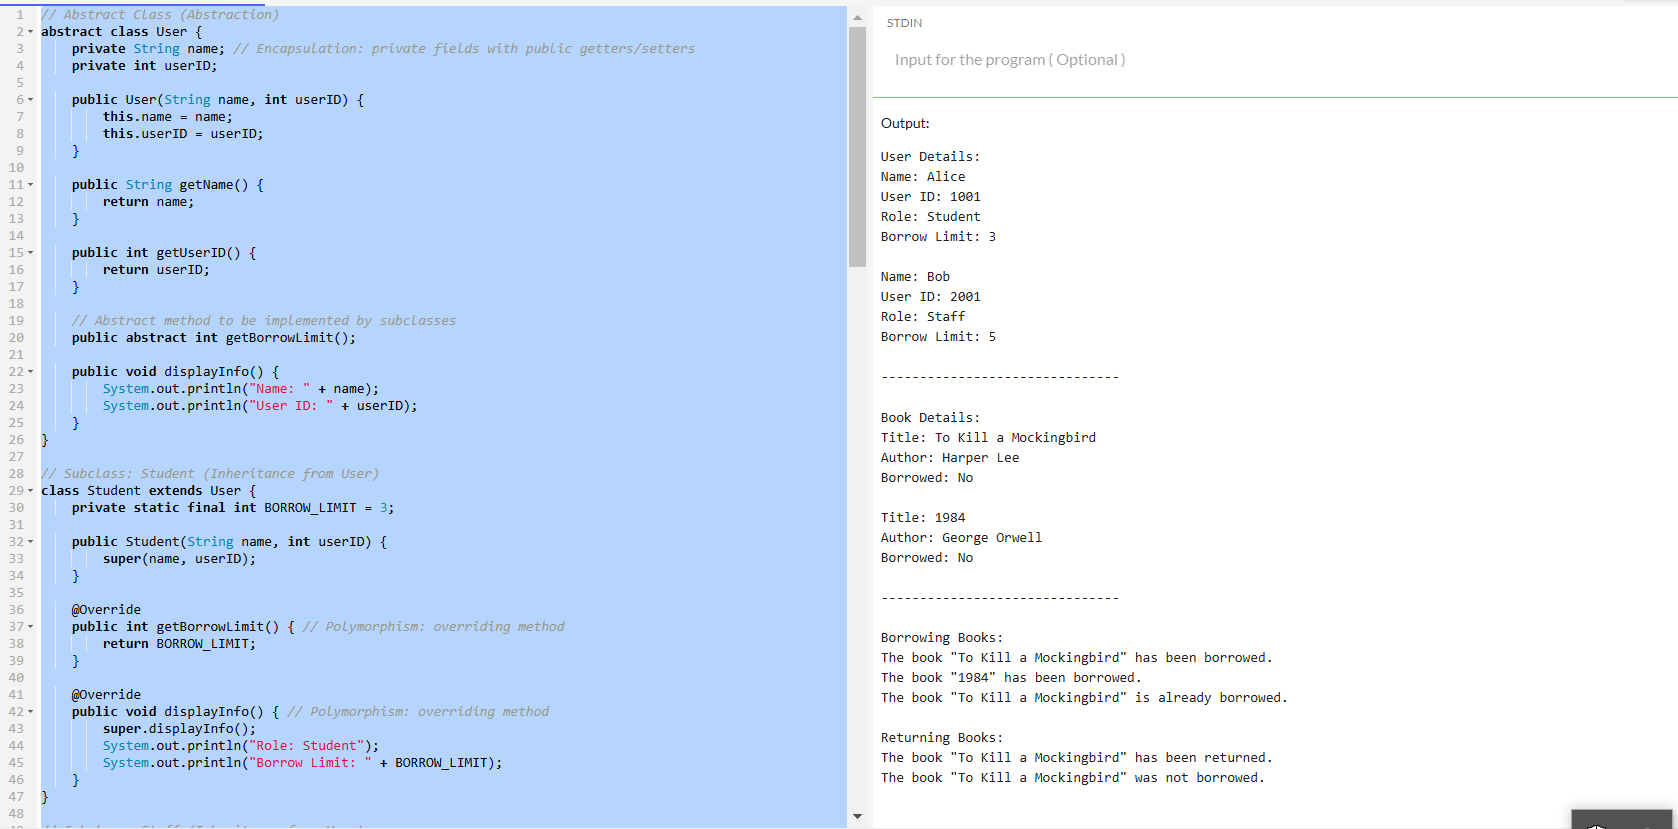 1 // Abstract Class (Abstraction)
2 abstract class User {
3 private String name; // Encapsulation: private fields with public getters/setters
4 private int userID;
5
6 public User(String name, int userID) {
7 this.name = name;
8 this.userID = userID;
9 }
10
11 public String getName() {
12 return name;
13 }
14
15 public int getUserID() {
16 return userID;
17 }
18
19 // Abstract method to be implemented by subclasses
20 public abstract int getBorrowLimit();
21
22 public void displayInfo() {
23 System.out.println("Name: " + name);
24 System.out.println("User ID: " + userID);
25 }
26 }
27
28 // Subclass: Student (Inheritance from User)
29 class Student extends User {
30 private static final int BORROW_LIMIT = 3;
31
32 public Student(String name, int userID) {
33 super(name, userID);
34 }
35
36 @Override
37 public int getBorrowLimit() { // Polymorphism: overriding method
38 return BORROW_LIMIT;
39 }
40
41 @Override
42 public void displayInfo() { // Polymorphism: overriding method
43 super.displayInfo();
44 System.out.println("Role: Student");
45 System.out.println("Borrow Limit: " + BORROW_LIMIT);
46 }
47 }
48
STDIN
Input for the program ( Optional )
Output:
User Details:
Name: Alice
User ID: 1001
Role: Student
Borrow Limit: 3
Name: Bob
User ID: 2001
Role: Staff
Borrow Limit: 5
-------------------------------
Book Details:
Title: To Kill a Mockingbird
Author: Harper Lee
Borrowed: No
Title: 1984
Author: George Orwell
Borrowed: No
-------------------------------
Borrowing Books:
The book "To Kill a Mockingbird" has been borrowed.
The book "1984" has been borrowed.
The book "To Kill a Mockingbird" is already borrowed.
Returning Books:
The book "To Kill a Mockingbird" has been returned.
The book "To Kill a Mockingbird" was not borrowed.